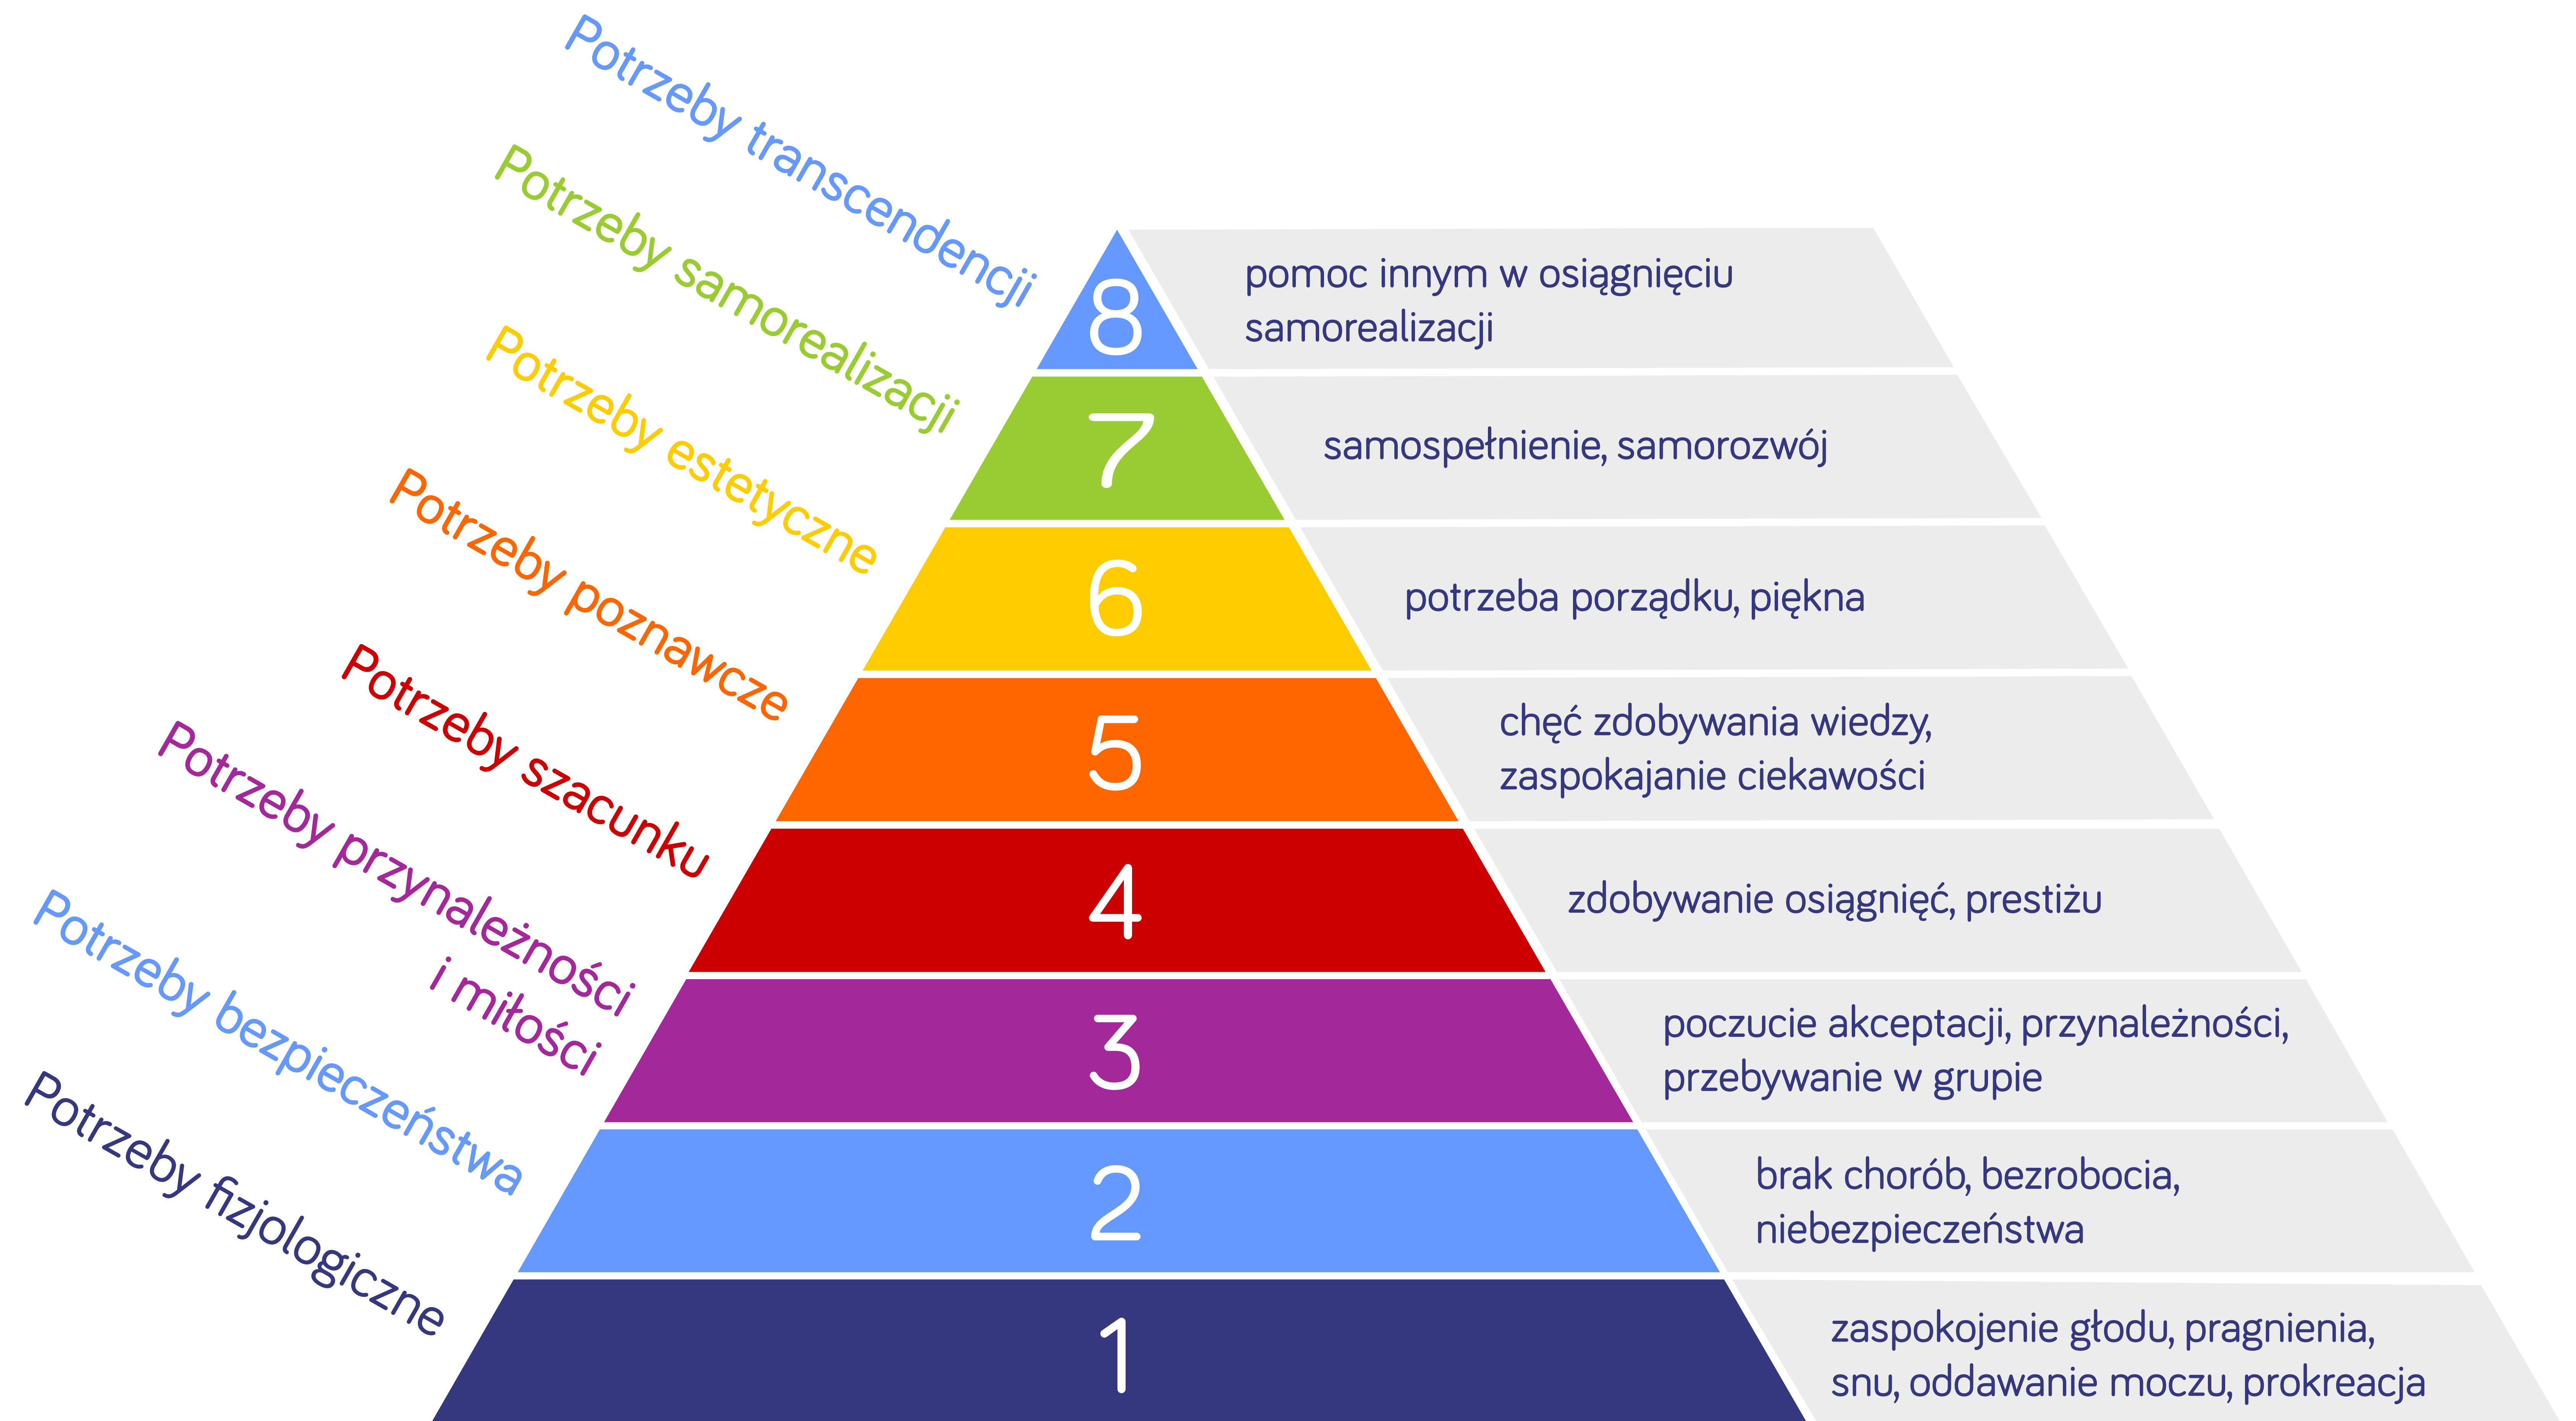 Potrzeby transcendencji
8
pomoc innym w osiągnięciu
samorealizacji
Potrzeby samorealizacji
7
samospełnienie, samorozwój
Potrzeby estetyczne
6
potrzeba porządku, piękna
Potrzeby poznawcze
5
chęć zdobywania wiedzy,
zaspokajanie ciekawości
Potrzeby szacunku
4
zdobywanie osiągnięć, prestiżu
Potrzeby przynależności
i miłości
3
poczucie akceptacji, przynależności,
przebywanie w grupie
Potrzeby bezpieczeństwa
2
brak chorób, bezrobocia,
niebezpieczeństwa
Potrzeby fizjologiczne
1
zaspokojenie głodu, pragnienia,
snu, oddawanie moczu, prokreacja